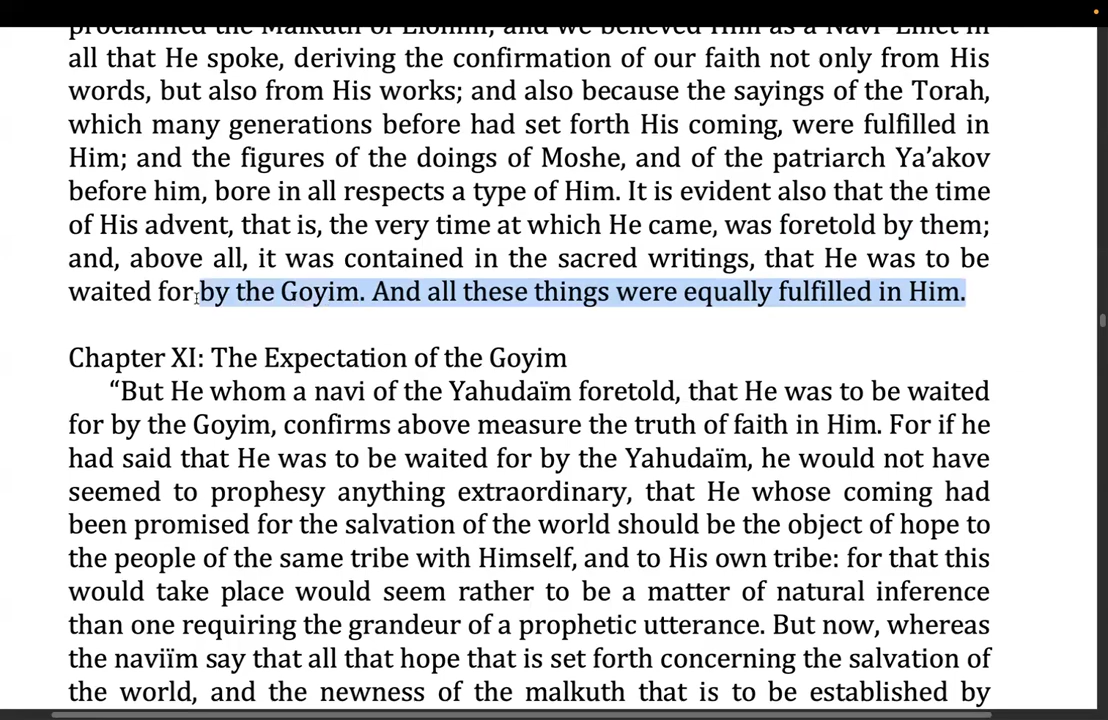 proclaimed the Malkuth of Elohim, and we believed Him as a Navi Emet in
all that He spoke, deriving the confirmation of our faith not only from His
words, but also from His works; and also because the sayings of the Torah,
which many generations before had set forth His coming, were fulfilled in
Him; and the figures of the doings of Moshe, and of the patriarch Ya’akov
before him, bore in all respects a type of Him. It is evident also that the time
of His advent, that is, the very time at which He came, was foretold by them;
and, above all, it was contained in the sacred writings, that He was to be
waited for by the Goyim. And all these things were equally fulfilled in Him.
Chapter XI: The Expectation of the Goyim
“But He whom a navi of the Yahudaïm foretold, that He was to be waited
for by the Goyim, confirms above measure the truth of faith in Him. For if he
had said that He was to be waited for by the Yahudaïm, he would not have
seemed to prophesy anything extraordinary, that He whose coming had
been promised for the salvation of the world should be the object of hope to
the people of the same tribe with Himself, and to His own tribe: for that this
would take place would seem rather to be a matter of natural inference
than one requiring the grandeur of a prophetic utterance. But now, whereas
the naviïm say that all that hope that is set forth concerning the salvation of
the world, and the newness of the malkuth that is to be established by